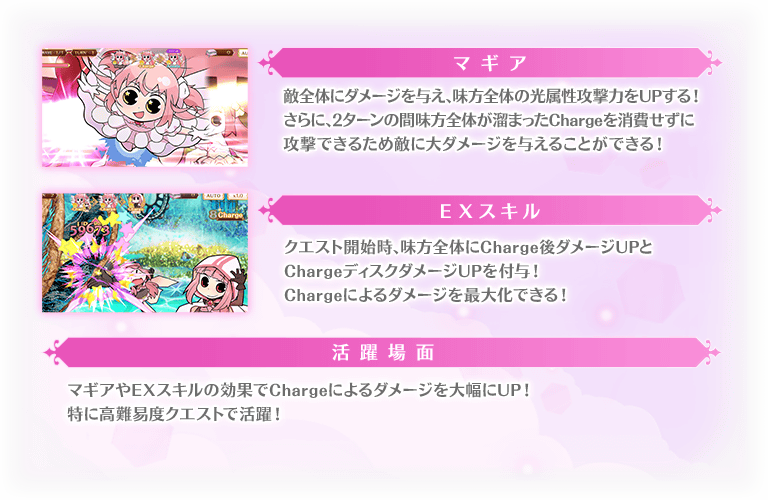 マギア
敵全体にダメージを与え、味方全体の光属性攻撃力をUPする！
さらに、2ターンの間味方全体が溜まったChargeを消費せずに
攻撃できるため敵に大ダメージを与えることができる！
AUTO
×1.0
8Charge
59673
EXスキル
クエスト開始時、味方全体にCharge後ダメージUPと
ChargeディスクダメージUPを付与！
Chargeによるダメージを最大化できる！
活躍場面
マギアやEXスキルの効果でChargeによるダメージを大幅にUP！
特に高難易度クエストで活躍！